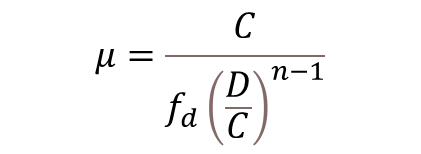 μ = C / (f_d (D/C)^{n−1})